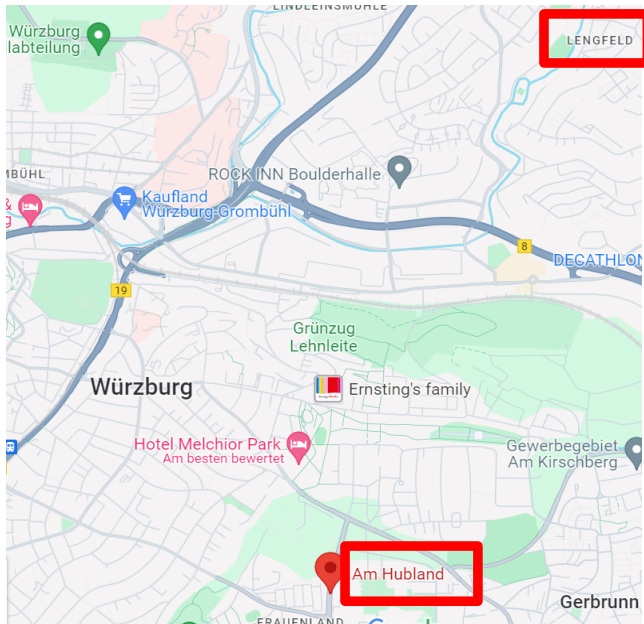 LINDLEINSMÜHLE
Würzburg
labteilung
LENGFELD
MBÜHL
ROCK INN Boulderhalle
&
g
Kaufland
Würzburg-Grombühl
8
DECATHLON
19
Grünzug
Lehnleite
Würzburg
Ernsting's family
Hotel Melchior Park
Am besten bewertet
Gewerbegebiet
Am Kirschberg
Am Hubland
Gerbrunn
FRAUENLAND